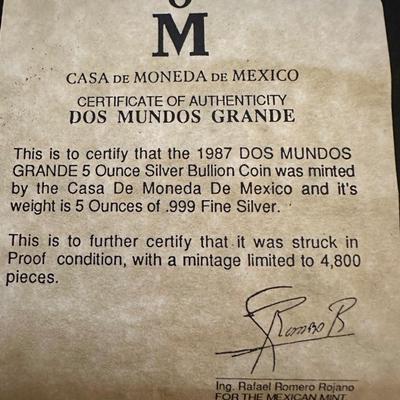 o
M
CASA DE MONEDA DE MEXICO
CERTIFICATE OF AUTHENTICITY
DOS MUNDOS GRANDE
This is to certify that the 1987 DOS MUNDOS
GRANDE 5 Ounce Silver Bullion Coin was minted
by the Casa De Moneda De Mexico and it's
weight is 5 Ounces of .999 Fine Silver.
This is to further certify that it was struck in
Proof condition, with a mintage limited to 4,800
pieces.
Romero R
Ing. Rafael Romero Rojano
FOR THE MEXICAN MINT